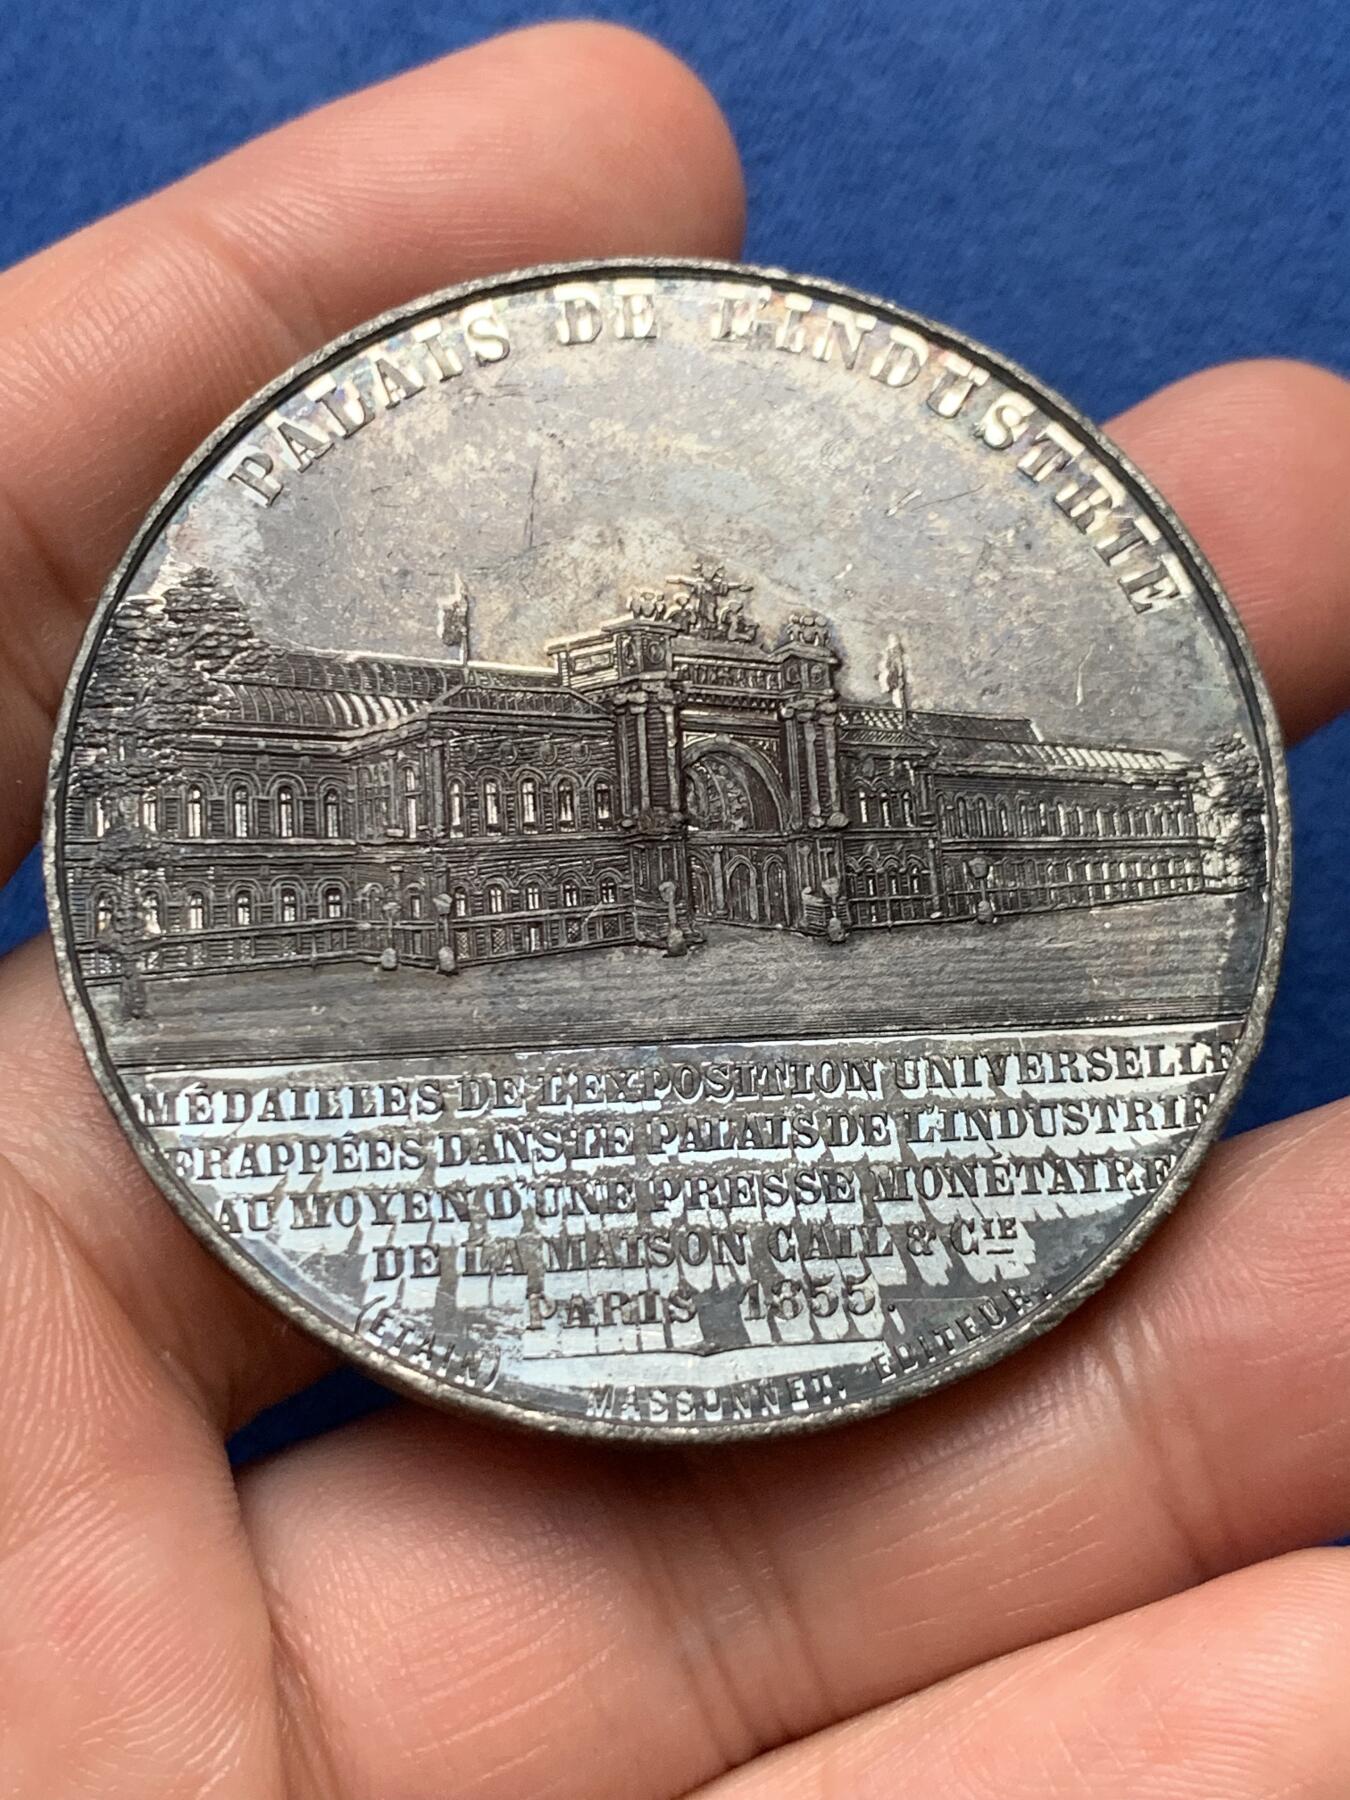 PALAIS DE L'INDUSTRIE
MÉDAILLES DE L'EXPOSITION UNIVERSELLE
FRAPPÉES DANS LE PALAIS DE L'INDUSTRIE
AU MOYEN D'UNE PRESSE MONÉTAIRE
DE LA MAISON CAIL & CIE
PARIS 1855.
(ETAIN) MASSONNET. EDITEUR.